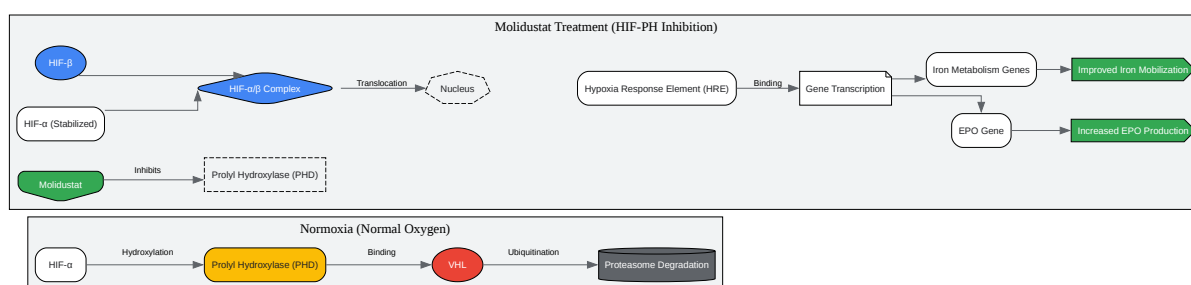 Molidustat Treatment (HIF-PH Inhibition)
HIF-β
HIF-α/β Complex
Translocation
Nucleus
HIF-α (Stabilized)
Hypoxia Response Element (HRE)
Binding
Gene Transcription
Iron Metabolism Genes
Improved Iron Mobilization
EPO Gene
Increased EPO Production
Molidustat
Inhibits
Prolyl Hydroxylase (PHD)
Normoxia (Normal Oxygen)
HIF-α
Hydroxylation
Prolyl Hydroxylase (PHD)
Binding
VHL
Ubiquitination
Proteasome Degradation